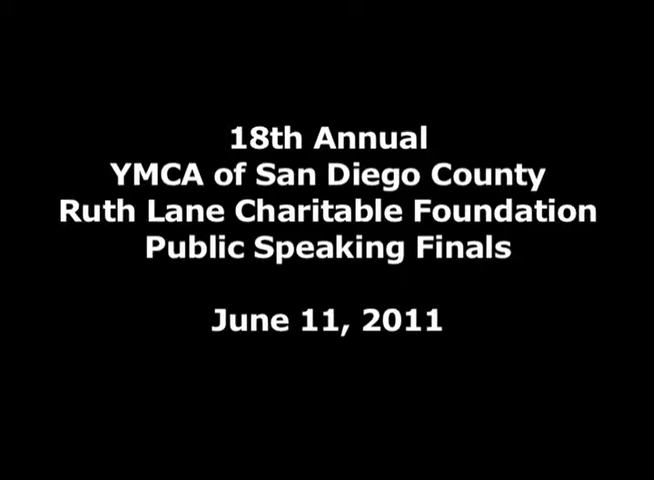 18th Annual
YMCA of San Diego County
Ruth Lane Charitable Foundation
Public Speaking Finals
June 11, 2011